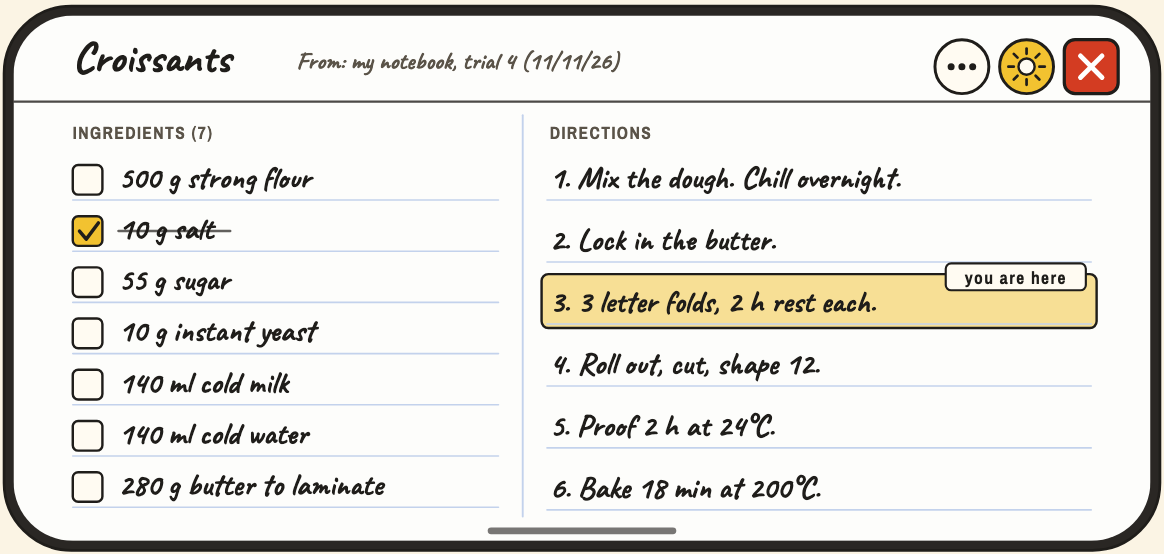 Croissants
From: my notebook, trial 4 (11/11/26)
INGREDIENTS (7)
500 g strong flour
10 g salt
55 g sugar
10 g instant yeast
140 ml cold milk
140 ml cold water
280 g butter to laminate
DIRECTIONS
1. Mix the dough. Chill overnight.
2. Lock in the butter.
you are here
3. 3 letter folds, 2 h rest each.
4. Roll out, cut, shape 12.
5. Proof 2 h at 24°C.
6. Bake 18 min at 200°C.